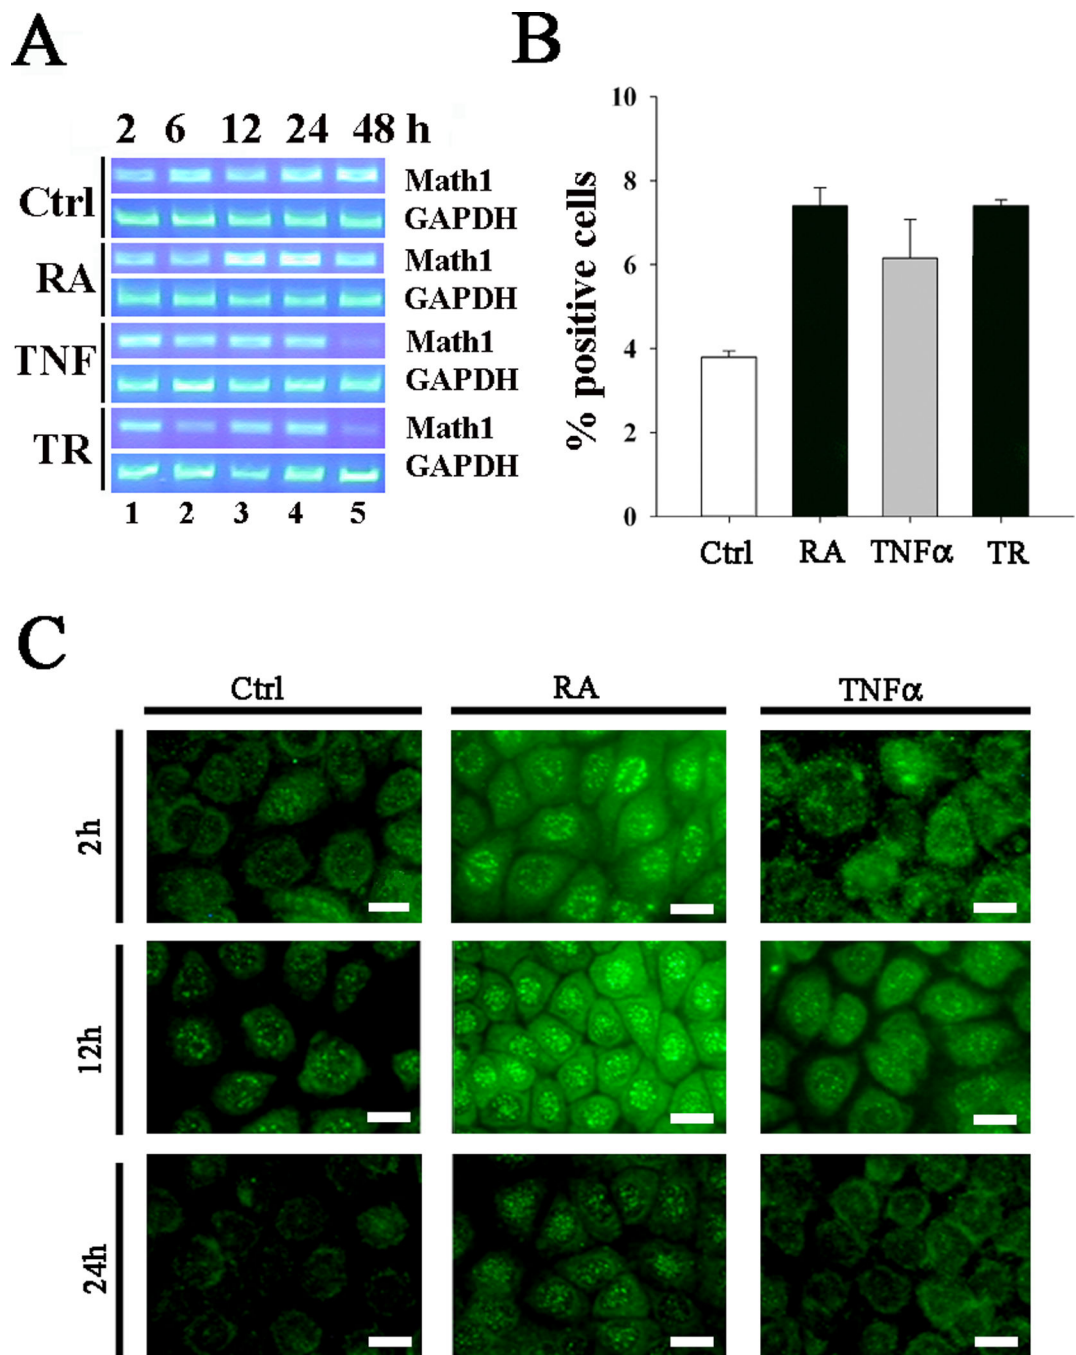 A
2 6 12 24 48 h
Ctrl
Math1
GAPDH
RA
Math1
GAPDH
TNF
Math1
GAPDH
TR
Math1
GAPDH
1 2 3 4 5
B
% positive cells
10
8
6
4
2
0
Ctrl RA TNFα TR
C
Ctrl RA TNFα
2h
12h
24h